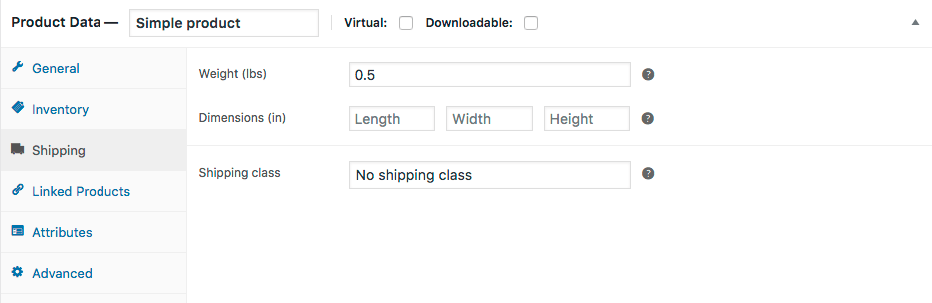 Product Data — Simple product Virtual: Downloadable:
General
Inventory
Shipping
Linked Products
Attributes
Advanced
Weight (lbs) 0.5 ?
Dimensions (in) Length Width Height ?
Shipping class No shipping class ?